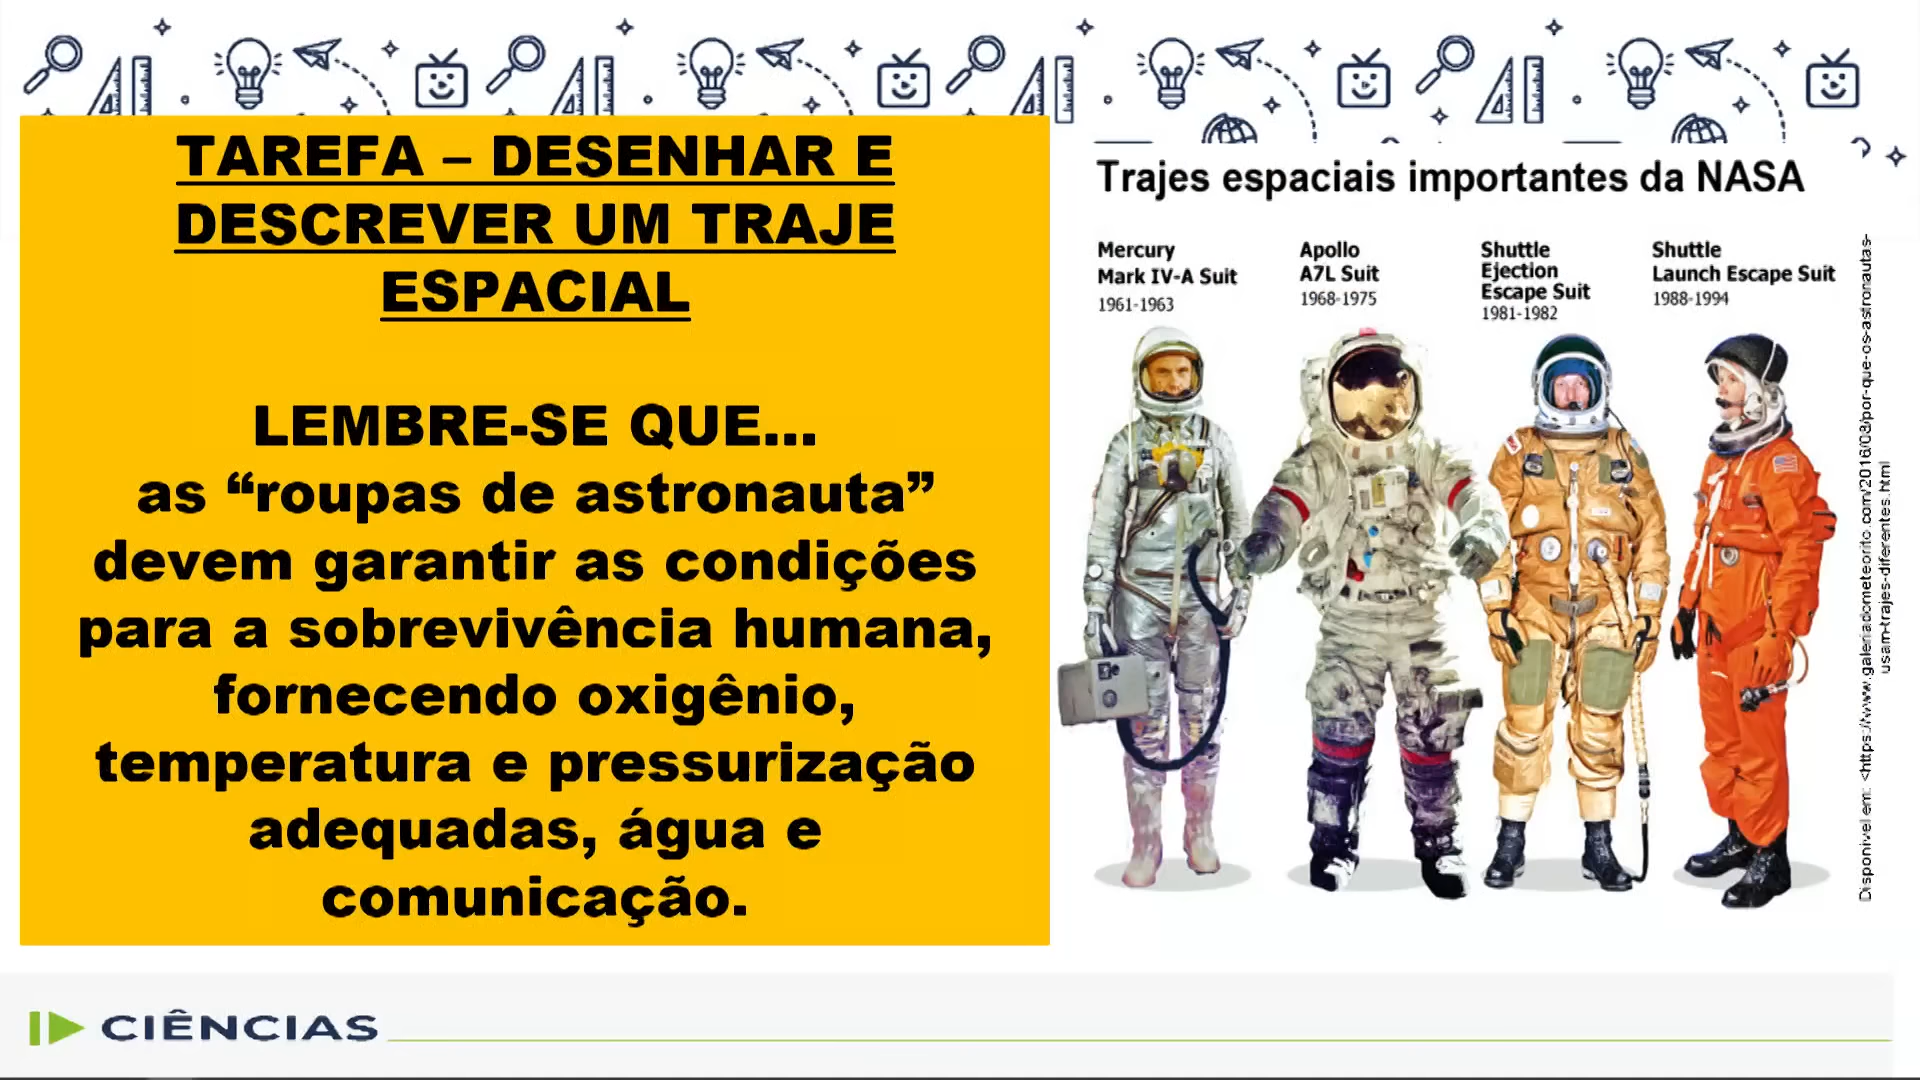 TAREFA – DESENHAR E
DESCREVER UM TRAJE
ESPACIAL
LEMBRE-SE QUE...
as “roupas de astronauta”
devem garantir as condições
para a sobrevivência humana,
fornecendo oxigênio,
temperatura e pressurização
adequadas, água e
comunicação.
Trajes espaciais importantes da NASA
Mercury
Mark IV-A Suit
1961-1963
Apollo
A7L Suit
1968-1975
Shuttle
Ejection
Escape Suit
1981-1982
Shuttle
Launch Escape Suit
1988-1994
Disponível em: <https://www.galeriadometeorito.com/2016/08/por-que-os-astronautas-
usam-trajes-diferentes.html
CIÊNCIAS